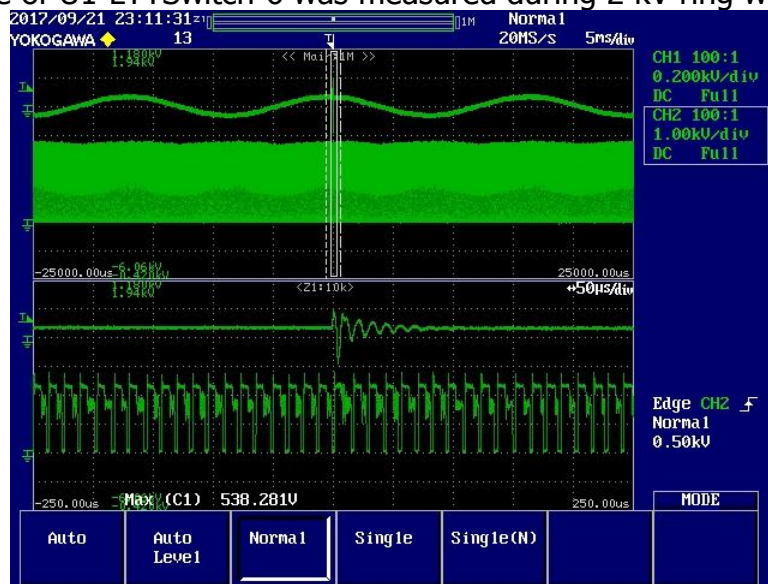 2017/09/21 23:11:31 1M Normal
YOKOGAWA 13 20MS/s 5ms/div
<< Main:1M >>
1.94kV
CH1 100:1
0.200kV/div
DC Full
CH2 100:1
1.00kV/div
DC Full
-25000.00us 25000.00us
1.94kV <Z1:10k> 50µs/div
Edge CH2
Normal
0.50kV
Max (C1) 538.281V
-250.00us 250.00us
MODE
Auto Auto Level Normal Single Single(N)